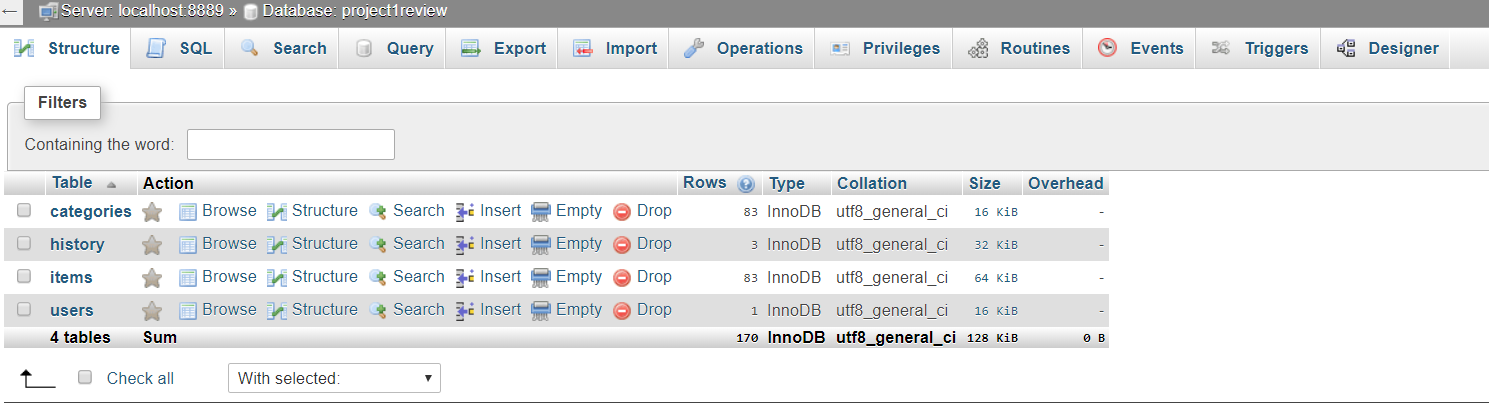 ← Server: localhost:8889 » Database: project1review
Structure SQL Search Query Export Import Operations Privileges Routines Events Triggers Designer
Filters
Containing the word:
Table Action Rows Type Collation Size Overhead
categories Browse Structure Search Insert Empty Drop 83 InnoDB utf8_general_ci 16 KiB -
history Browse Structure Search Insert Empty Drop 3 InnoDB utf8_general_ci 32 KiB -
items Browse Structure Search Insert Empty Drop 83 InnoDB utf8_general_ci 64 KiB -
users Browse Structure Search Insert Empty Drop 1 InnoDB utf8_general_ci 16 KiB -
4 tables Sum 170 InnoDB utf8_general_ci 128 KiB 0 B
Check all With selected: